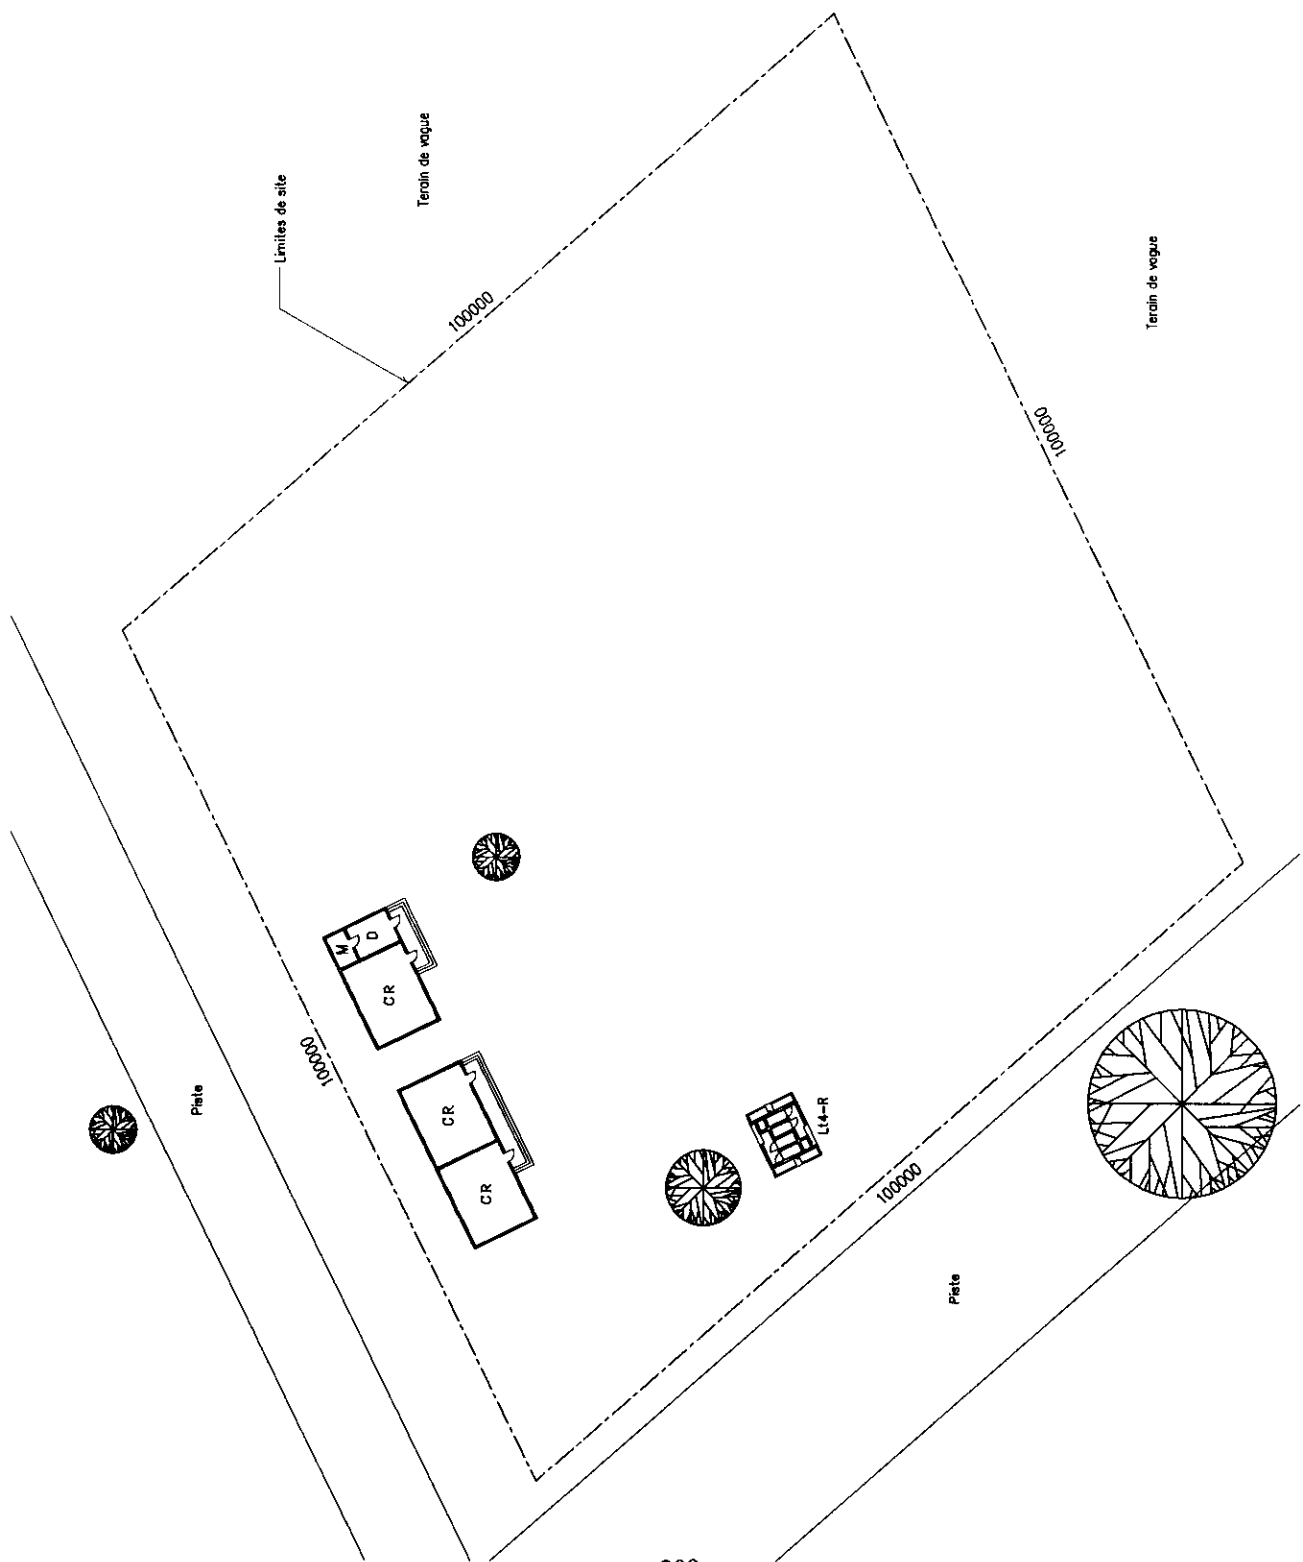 Terain de vague
Limites de site
Terain de vague
100000
100000
M
D
CR
100000
CR
Piste
CR
Lt4-R
100000
Piste